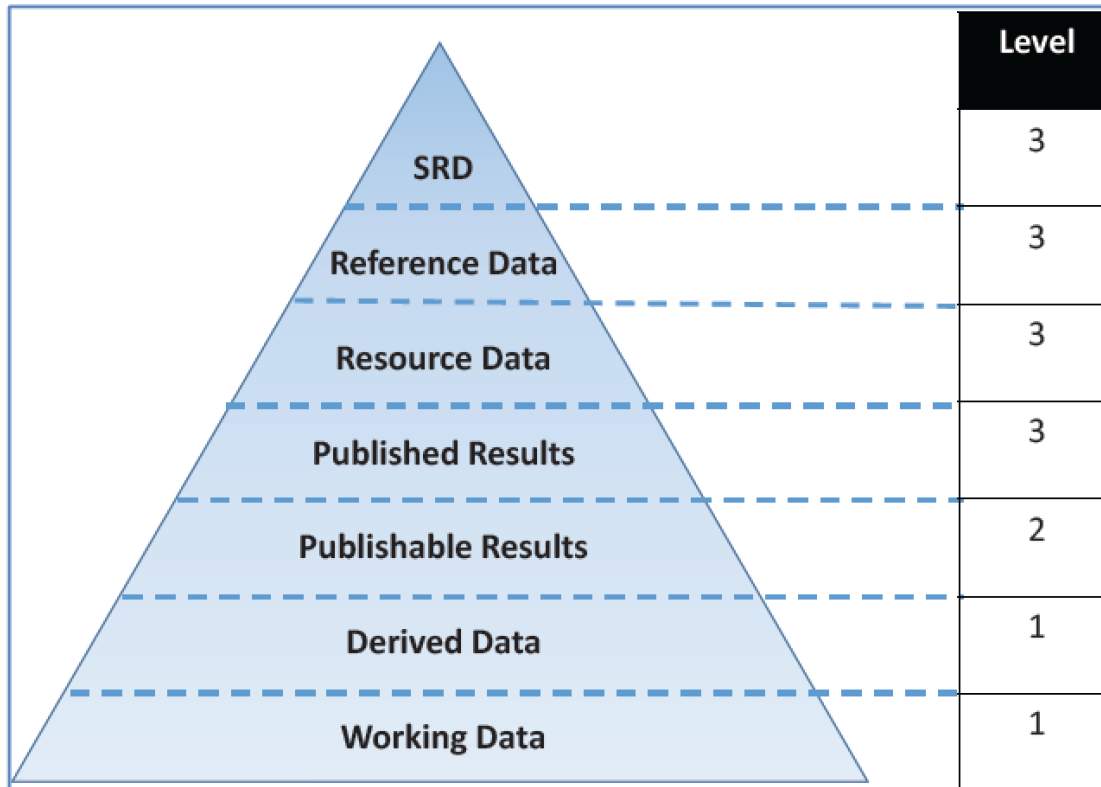 Level
SRD
3
Reference Data
3
Resource Data
3
Published Results
3
Publishable Results
2
Derived Data
1
Working Data
1